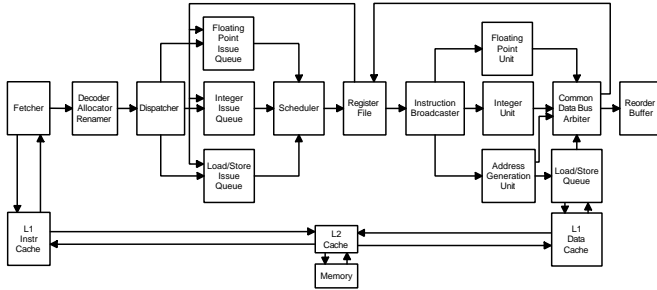 Floating
Point
Issue
Queue
Floating
Point
Unit
Fetcher
Decoder
Allocator
Renamer
Dispatcher
Integer
Issue
Queue
Scheduler
Register
File
Instruction
Broadcaster
Integer
Unit
Common
Data Bus
Arbiter
Reorder
Buffer
Load/Store
Issue
Queue
Address
Generation
Unit
Load/Store
Queue
L1
Instr
Cache
L2
Cache
L1
Data
Cache
Memory